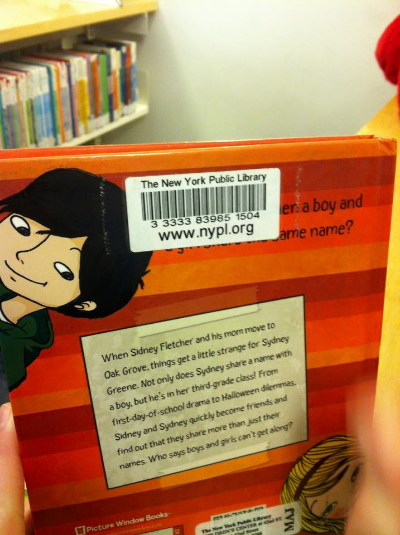 The New York Public Library
3 3333 83985 1504
www.nypl.org
a boy and
name?
When Sidney Fletcher and his mom move to
Oak Grove, things get a little strange for Sydney
Greene. Not only does Sydney share a name with
a boy, but he's in her third-grade class! From
first-day-of-school drama to Halloween dilemmas,
Sidney and Sydney quickly become friends and
find out that they share more than just their
names. Who says boys and girls can't get along?
Picture Window Books
The New York Public Library
MAJ